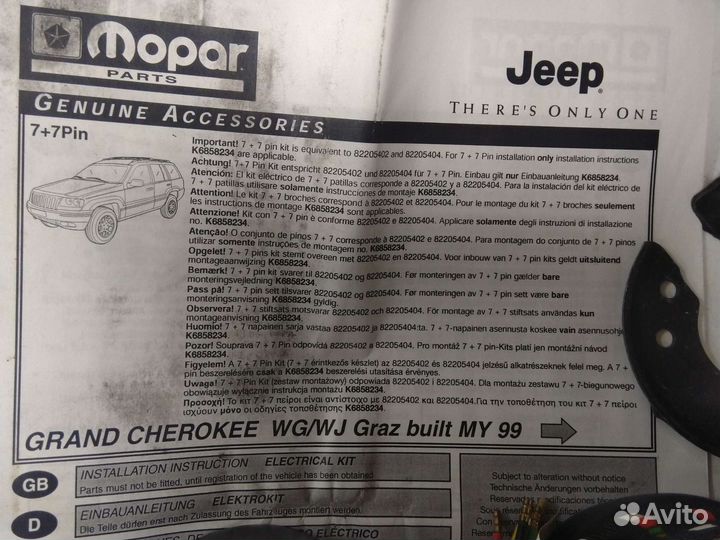 Mopar
PARTS
Jeep
THERE'S ONLY ONE
GENUINE ACCESSORIES
7+7Pin
Important! 7 + 7 pin kit is equivalent to 82205402 and 82205404. For 7 + 7 Pin installation only installation instructions
K6858234 are applicable.
Achtung! 7+7 Pin Kit entspricht 82205402 und 82205404 für 7 + 7 Pin. Einbau gilt nur Einbauanleitung K6858234.
Atención: El kit eléctrico de 7 + 7 patillas corresponde a 82205402 y a 82205404. Para la instalación del kit eléctrico de
7 + 7 patillas utilizar solamente instrucciones de montaje K6858234.
Attention! Le kit 7 + 7 broches correspond à 82205402 et 82205404. Pour le montage du kit 7 + 7 broches seulement
les instructions de montage K6858234 sont applicables.
Attenzione! Kit con 7 + 7 pin è conforme 82205402 e 82205404. Applicare solamente degli instruzioni di installazione
no. K6858234.
Atenção! O conjunto de pinos 7 + 7 corresponde à 82205402 e 82205404. Para montagem do conjunto de 7 + 7 pinos
utilizar somente instruções de montagem no. K6858234.
Opgelet! 7 + 7 pins kit stemt overeen met 82205402 en 82205404. Voor inbouw van 7 + 7 pin kits geldt uitsluitend
montageaanwijzing K6858234.
Bemærk! 7 + 7 pin kit svarer til 82205402 og 82205404. Før monteringen av 7 + 7 pin gælder bare
monteringsvejledning K6858234.
Pass på! 7 + 7 pin sett tilsvarer 82205402 og 82205404. Før monteringen av 7 + 7 pin sett være bare
monteringsanvisning K6858234 gyldig.
Observera! 7 + 7 stiftsats motsvarar 82205402 och 82205404. För montage av 7 + 7 stiftsats användas kun
montageanvisning K6858234.
Huomio! 7 + 7 napainen sarja vastaa 82205402 ja 82205404:ta. 7 + 7-napainen asennusta koskee vain asennusohje
K6858234.
Pozor! Souprava 7 + 7 Pin odpovídá 82205402 a 82205404. Pro montáž 7 + 7 pin-Kits plati jen montážni návod
K6858234.
Figyelem! A 7 + 7 Pin Kit (7 + 7 érintkezős készlet) az 82205402 és 82205404 jelzésű alkatrészeknek felel meg. A 7 +
pin beszerelésére csak a K6858234 beszerelési utasítása érvényes.
Uwaga! 7 + 7 Pin Kit (zestaw montażowy) odpowiada 82205402 i 82205404. Dla montażu zestawu 7 + 7-biegunowego
obowiązuje wyłącznie instrukcja montażu K6858234.
Προσοχή! Το κιτ 7 + 7 πείροι είναι αντίστοιχο με 82205402 και 82205404.Για την τοποθέτηση του κιτ 7 + 7 πείροι
ισχύουν μόνο οι οδηγίες τοποθέτησης K6858234.
GRAND CHEROKEE WG/WJ Graz built MY 99
GB
INSTALLATION INSTRUCTION ELECTRICAL KIT
Parts must not be fitted, until registration of the vehicle has been obtained
Subject to alteration without notice
Technische Änderungen vorbehalten
D
EINBAUANLEITUNG ELEKTROKIT
Die Teile dürfen erst nach Zulassung des Fahrzeugs
Avito